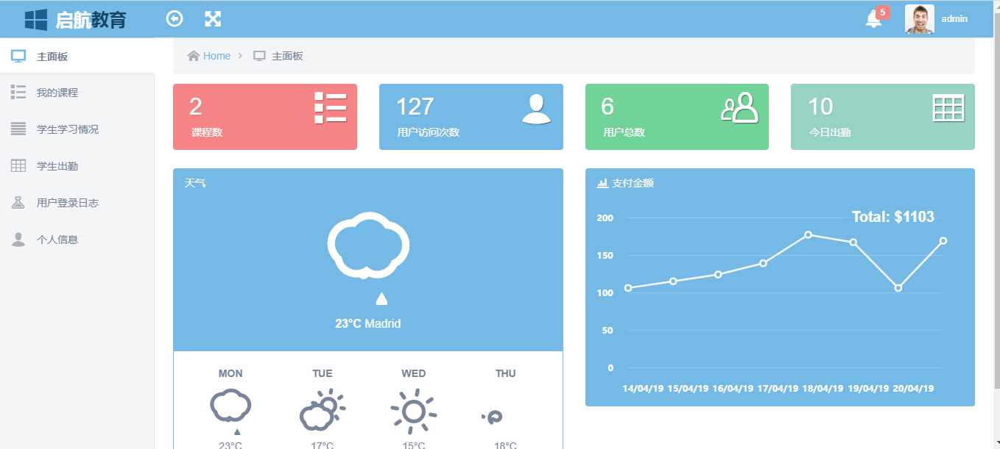 启航教育
5
admin
主面板
我的课程
学生学习情况
学生出勤
用户登录日志
个人信息
Home
主面板
2
课程数
127
用户访问次数
6
用户总数
10
今日出勤
天气
23°C Madrid
MON TUE WED THU
23°C 17°C 15°C 18°C
支付金额
Total: $1103
200
150
100
50
0
14/04/19 15/04/19 16/04/19 17/04/19 18/04/19 19/04/19 20/04/19